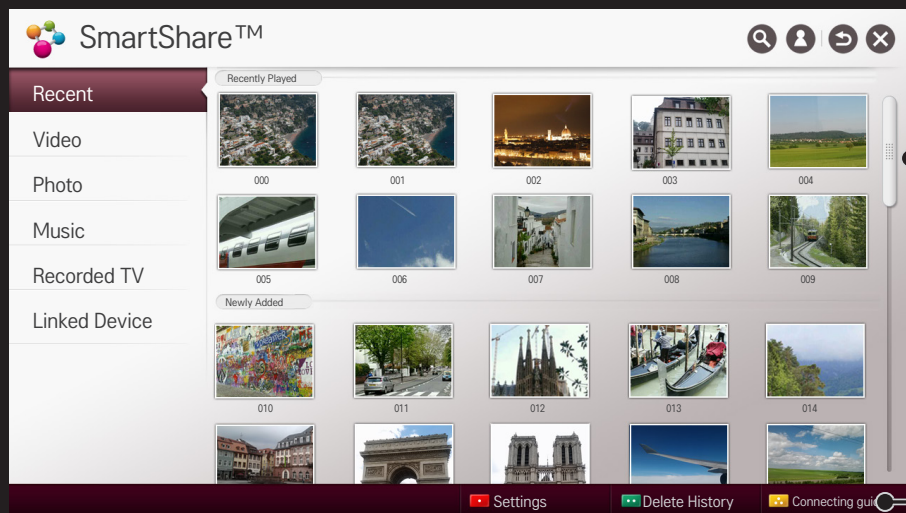 SmartShare™
Recent
Video
Photo
Music
Recorded TV
Linked Device
Recently Played
000 001 002 003 004
005 006 007 008 009
Newly Added
010 011 012 013 014
Settings Delete History Connecting